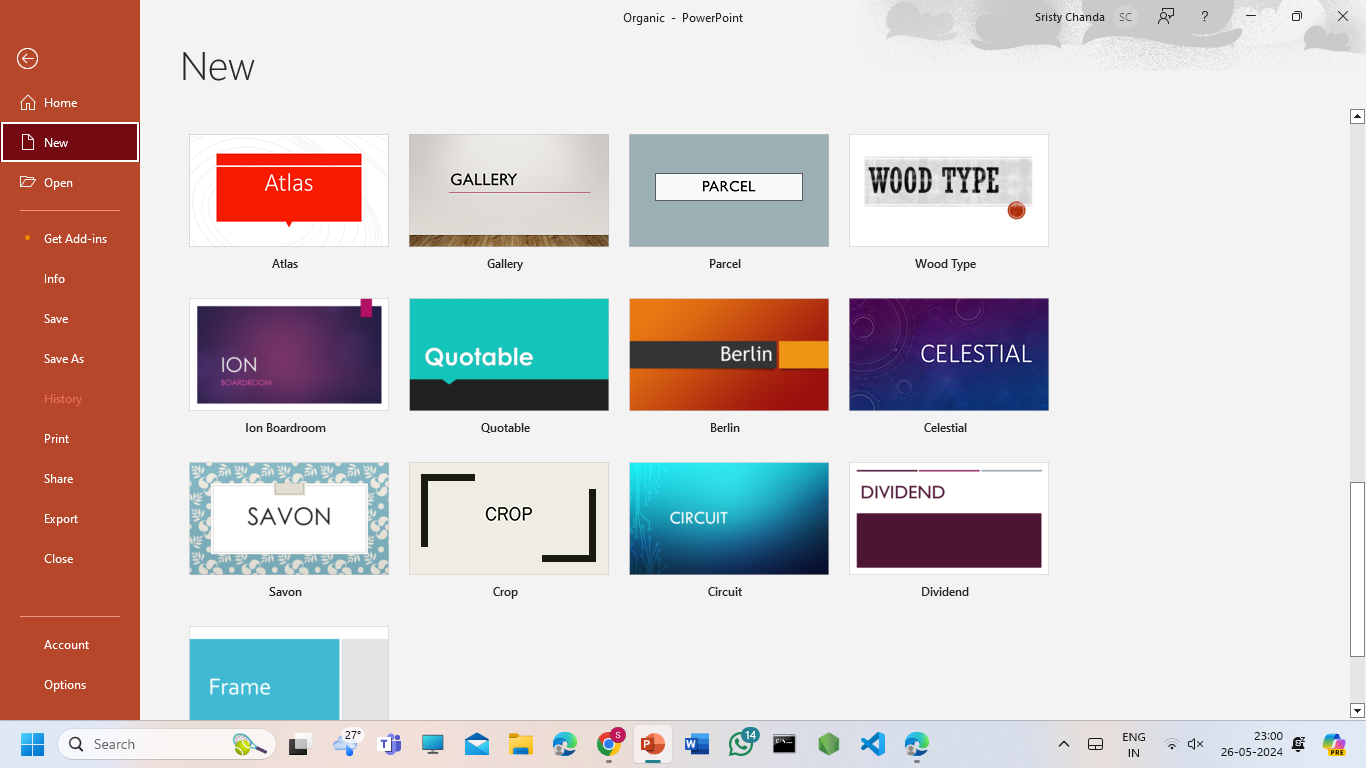 Organic - PowerPoint
Sristy Chanda SC ?
New
Home
New
Open
Get Add-ins
Info
Save
Save As
History
Print
Share
Export
Close
Account
Options
Atlas
GALLERY
PARCEL
WOOD TYPE
Atlas
Gallery
Parcel
Wood Type
ION
BOARDROOM
Quotable
Berlin
CELESTIAL
Ion Boardroom
Quotable
Berlin
Celestial
SAVON
CROP
CIRCUIT
DIVIDEND
Savon
Crop
Circuit
Dividend
Frame
Search
27°
S
14
PRE
ENG
IN
23:00
26-05-2024